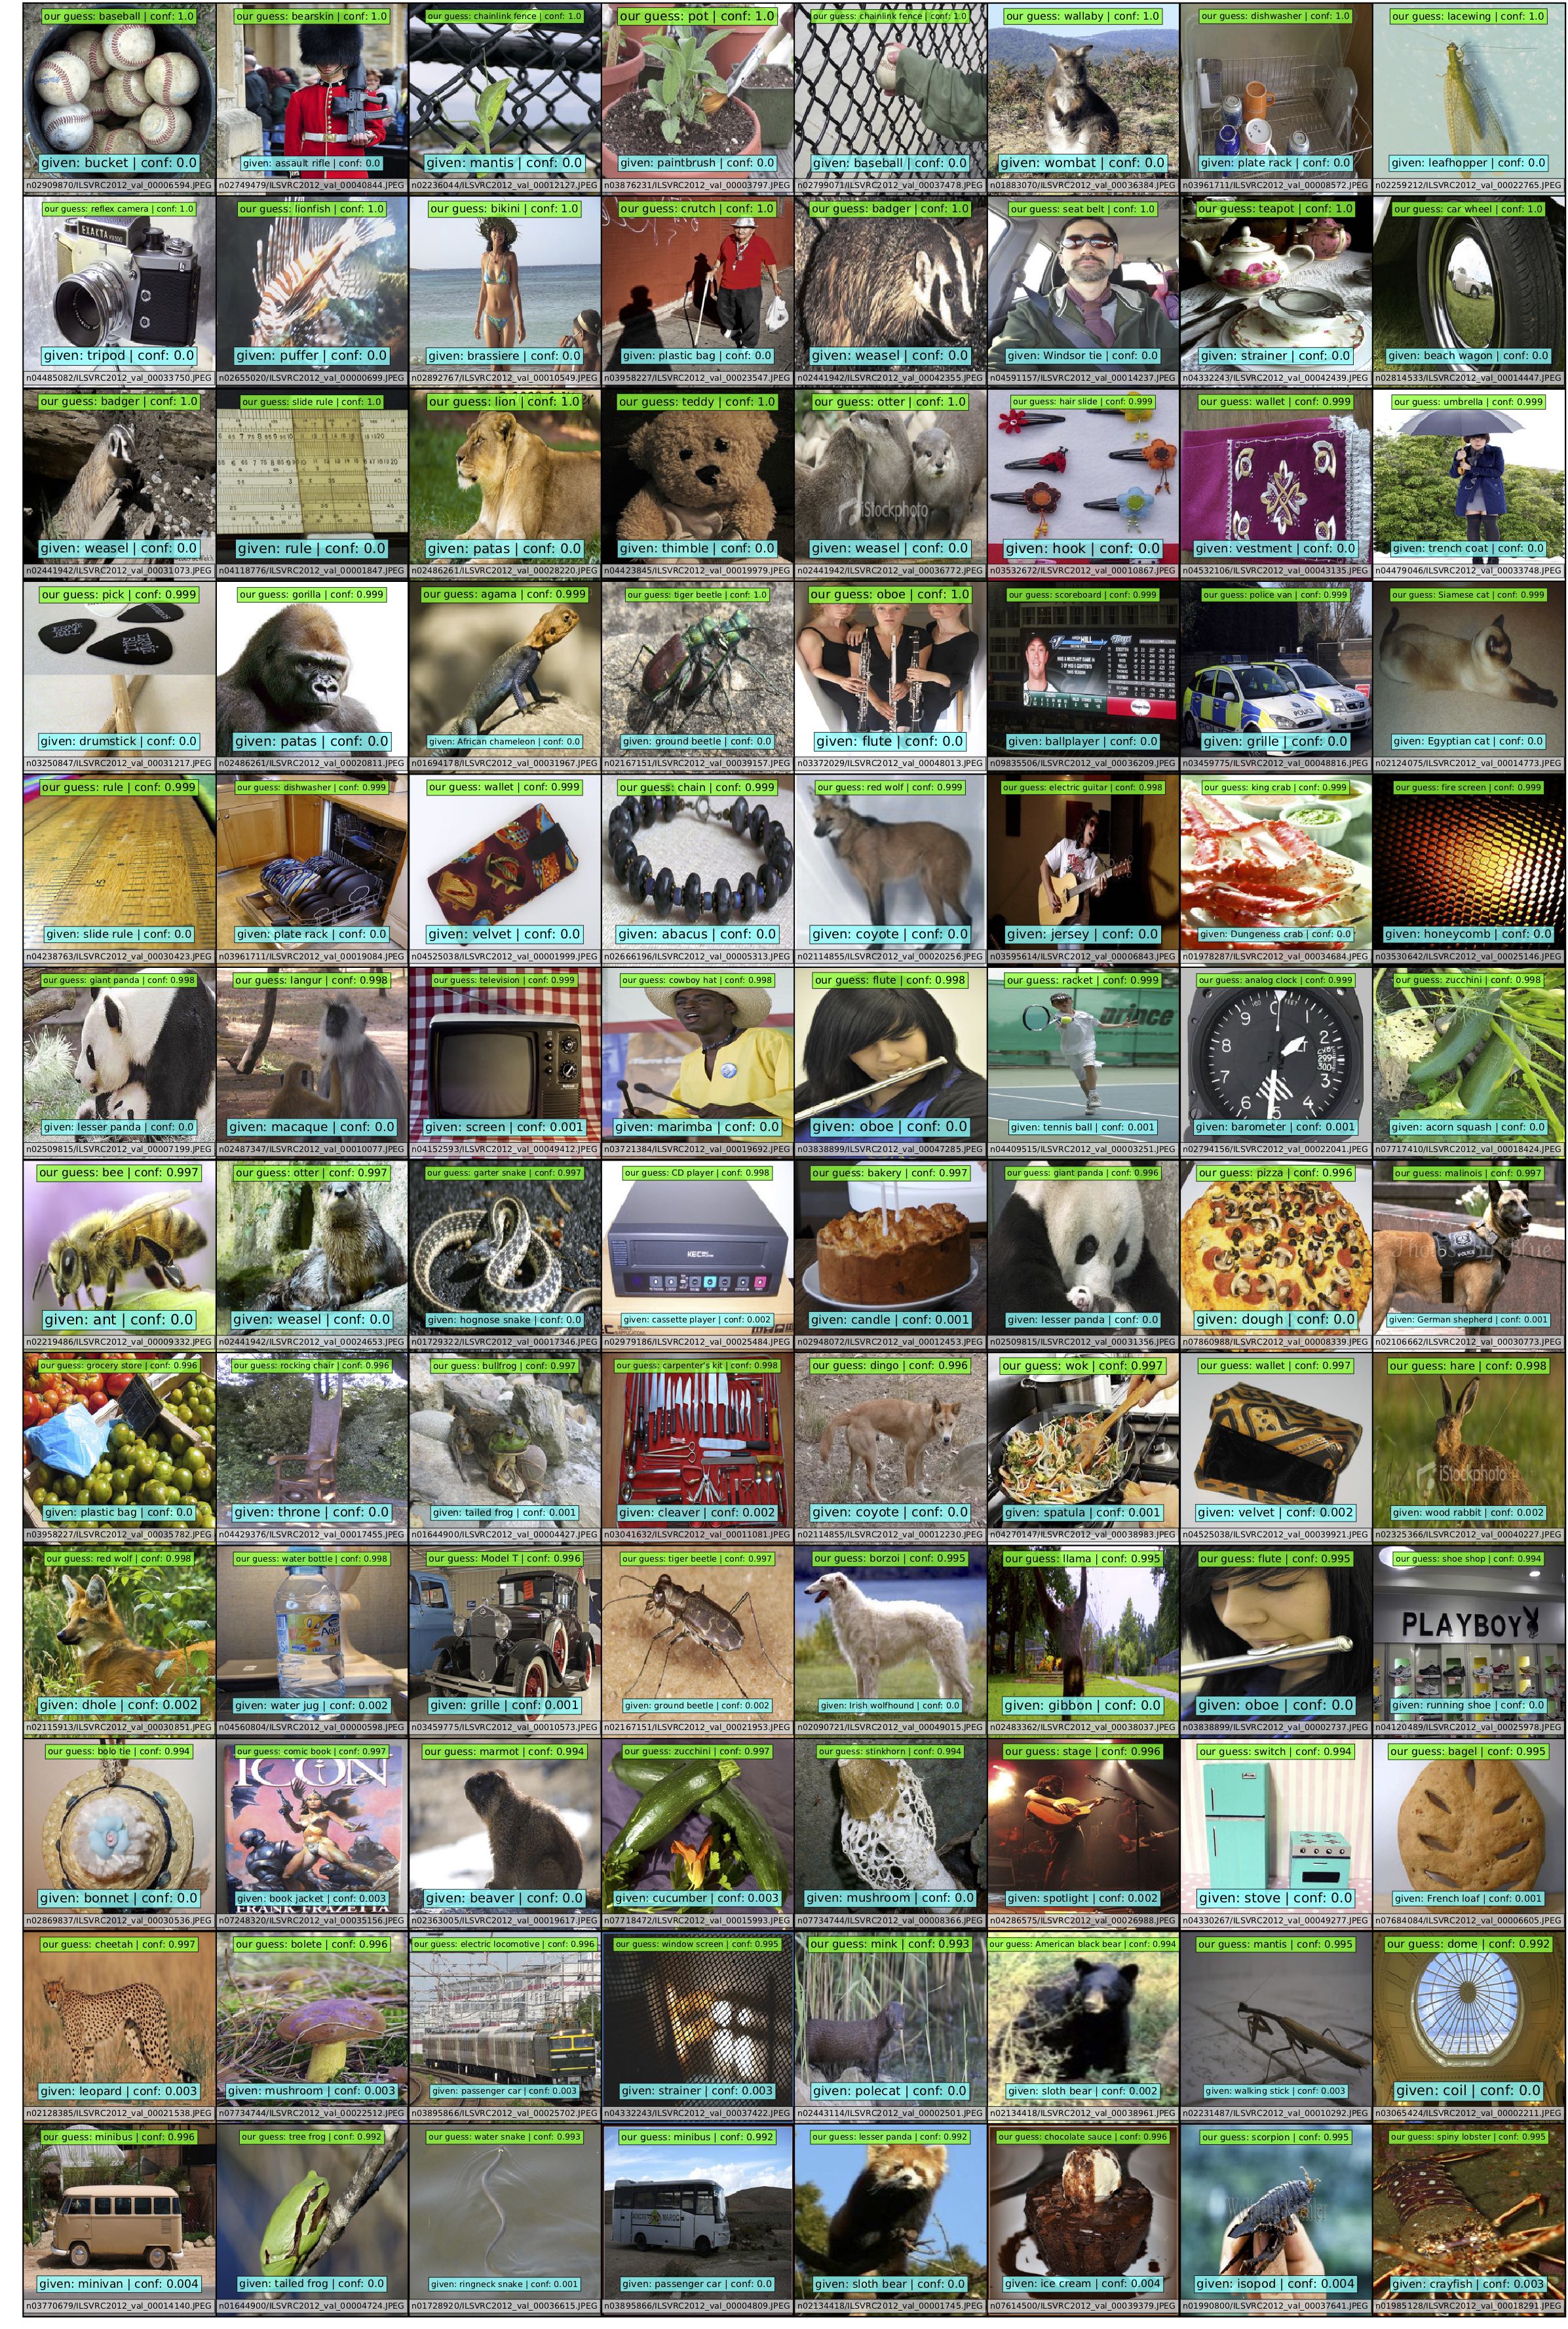 our guess: baseball | conf: 1.0
given: bucket | conf: 0.0
n02909870/ILSVRC2012_val_00006594.JPEG
our guess: bearskin | conf: 1.0
given: assault rifle | conf: 0.0
n02749479/ILSVRC2012_val_00040844.JPEG
our guess: chainlink fence | conf: 1.0
given: mantis | conf: 0.0
n02236044/ILSVRC2012_val_00012127.JPEG
our guess: pot | conf: 1.0
given: paintbrush | conf: 0.0
n03876231/ILSVRC2012_val_00003797.JPEG
our guess: chainlink fence | conf: 1.0
given: baseball | conf: 0.0
n02799071/ILSVRC2012_val_00037478.JPEG
our guess: wallaby | conf: 1.0
given: wombat | conf: 0.0
n01883070/ILSVRC2012_val_00036384.JPEG
our guess: dishwasher | conf: 1.0
given: plate rack | conf: 0.0
n03961711/ILSVRC2012_val_00008572.JPEG
our guess: lacewing | conf: 1.0
given: leafhopper | conf: 0.0
n02259212/ILSVRC2012_val_00022765.JPEG
our guess: reflex camera | conf: 1.0
EXAKTA
given: tripod | conf: 0.0
n04485082/ILSVRC2012_val_00033750.JPEG
our guess: lionfish | conf: 1.0
given: puffer | conf: 0.0
n02655020/ILSVRC2012_val_00000699.JPEG
our guess: bikini | conf: 1.0
given: brassiere | conf: 0.0
n02892767/ILSVRC2012_val_00010549.JPEG
our guess: crutch | conf: 1.0
given: plastic bag | conf: 0.0
n03958227/ILSVRC2012_val_00023547.JPEG
our guess: badger | conf: 1.0
given: weasel | conf: 0.0
n02441942/ILSVRC2012_val_00042355.JPEG
our guess: seat belt | conf: 1.0
given: Windsor tie | conf: 0.0
n04591157/ILSVRC2012_val_00014237.JPEG
our guess: teapot | conf: 1.0
given: strainer | conf: 0.0
n04332243/ILSVRC2012_val_00042439.JPEG
our guess: car wheel | conf: 1.0
given: beach wagon | conf: 0.0
n02814533/ILSVRC2012_val_00014447.JPEG
our guess: badger | conf: 1.0
given: weasel | conf: 0.0
n02441942/ILSVRC2012_val_00031073.JPEG
our guess: slide rule | conf: 1.0
given: rule | conf: 0.0
n04118776/ILSVRC2012_val_00001847.JPEG
our guess: lion | conf: 1.0
given: patas | conf: 0.0
n02486261/ILSVRC2012_val_00028220.JPEG
our guess: teddy | conf: 1.0
given: thimble | conf: 0.0
n04423845/ILSVRC2012_val_00019979.JPEG
our guess: otter | conf: 1.0
iStockphoto
given: weasel | conf: 0.0
n02441942/ILSVRC2012_val_00036772.JPEG
our guess: hair slide | conf: 0.999
given: hook | conf: 0.0
n03532672/ILSVRC2012_val_00010867.JPEG
our guess: wallet | conf: 0.999
given: vestment | conf: 0.0
n04532106/ILSVRC2012_val_00043135.JPEG
our guess: umbrella | conf: 0.999
given: trench coat | conf: 0.0
n04479046/ILSVRC2012_val_00033748.JPEG
our guess: pick | conf: 0.999
given: drumstick | conf: 0.0
n03250847/ILSVRC2012_val_00031217.JPEG
our guess: gorilla | conf: 0.999
given: patas | conf: 0.0
n02486261/ILSVRC2012_val_00020811.JPEG
our guess: agama | conf: 0.999
given: African chameleon | conf: 0.0
n01694178/ILSVRC2012_val_00031967.JPEG
our guess: tiger beetle | conf: 1.0
given: ground beetle | conf: 0.0
n02167151/ILSVRC2012_val_00039157.JPEG
our guess: oboe | conf: 1.0
given: flute | conf: 0.0
n03372029/ILSVRC2012_val_00048013.JPEG
our guess: scoreboard | conf: 0.999
HILL
given: ballplayer | conf: 0.0
n09835506/ILSVRC2012_val_00036209.JPEG
our guess: police van | conf: 0.999
POLICE
given: grille | conf: 0.0
n03459775/ILSVRC2012_val_00048816.JPEG
our guess: Siamese cat | conf: 0.999
given: Egyptian cat | conf: 0.0
n02124075/ILSVRC2012_val_00014773.JPEG
our guess: rule | conf: 0.999
given: slide rule | conf: 0.0
n04238763/ILSVRC2012_val_00030423.JPEG
our guess: dishwasher | conf: 0.999
given: plate rack | conf: 0.0
n03961711/ILSVRC2012_val_00019084.JPEG
our guess: wallet | conf: 0.999
given: velvet | conf: 0.0
n04525038/ILSVRC2012_val_00001999.JPEG
our guess: chain | conf: 0.999
given: abacus | conf: 0.0
n02666196/ILSVRC2012_val_00005313.JPEG
our guess: red wolf | conf: 0.999
given: coyote | conf: 0.0
n02114855/ILSVRC2012_val_00020256.JPEG
our guess: electric guitar | conf: 0.998
given: jersey | conf: 0.0
n03595614/ILSVRC2012_val_00006843.JPEG
our guess: king crab | conf: 0.999
given: Dungeness crab | conf: 0.0
n01978287/ILSVRC2012_val_00034684.JPEG
our guess: fire screen | conf: 0.999
given: honeycomb | conf: 0.0
n03530642/ILSVRC2012_val_00025146.JPEG
our guess: giant panda | conf: 0.998
given: lesser panda | conf: 0.0
n02509815/ILSVRC2012_val_00007199.JPEG
our guess: langur | conf: 0.998
given: macaque | conf: 0.0
n02487347/ILSVRC2012_val_00010077.JPEG
our guess: television | conf: 0.999
given: screen | conf: 0.001
n04152593/ILSVRC2012_val_00049412.JPEG
our guess: cowboy hat | conf: 0.998
given: marimba | conf: 0.0
n03721384/ILSVRC2012_val_00019692.JPEG
our guess: flute | conf: 0.998
given: oboe | conf: 0.0
n03838899/ILSVRC2012_val_00047285.JPEG
our guess: racket | conf: 0.999
prince
given: tennis ball | conf: 0.001
n04409515/ILSVRC2012_val_00003251.JPEG
our guess: analog clock | conf: 0.999
given: barometer | conf: 0.001
n02794156/ILSVRC2012_val_00022041.JPEG
our guess: zucchini | conf: 0.998
given: acorn squash | conf: 0.0
n07717410/ILSVRC2012_val_00018424.JPEG
our guess: bee | conf: 0.997
given: ant | conf: 0.0
n02219486/ILSVRC2012_val_00009332.JPEG
our guess: otter | conf: 0.997
given: weasel | conf: 0.0
n02441942/ILSVRC2012_val_00024653.JPEG
our guess: garter snake | conf: 0.997
given: hognose snake | conf: 0.0
n01729322/ILSVRC2012_val_00017346.JPEG
our guess: CD player | conf: 0.998
KEC
given: cassette player | conf: 0.002
n02979186/ILSVRC2012_val_00025484.JPEG
our guess: bakery | conf: 0.997
given: candle | conf: 0.001
n02948072/ILSVRC2012_val_00012453.JPEG
our guess: giant panda | conf: 0.996
given: lesser panda | conf: 0.0
n02509815/ILSVRC2012_val_00031356.JPEG
our guess: pizza | conf: 0.996
given: dough | conf: 0.0
n07860988/ILSVRC2012_val_00008339.JPEG
our guess: malinois | conf: 0.997
given: German shepherd | conf: 0.001
n02106662/ILSVRC2012_val_00030773.JPEG
our guess: grocery store | conf: 0.996
given: plastic bag | conf: 0.0
n03958227/ILSVRC2012_val_00035782.JPEG
our guess: rocking chair | conf: 0.996
given: throne | conf: 0.0
n04429376/ILSVRC2012_val_00017455.JPEG
our guess: bullfrog | conf: 0.997
given: tailed frog | conf: 0.001
n01644900/ILSVRC2012_val_00004427.JPEG
our guess: carpenter's kit | conf: 0.998
given: cleaver | conf: 0.002
n03041632/ILSVRC2012_val_00011081.JPEG
our guess: dingo | conf: 0.996
given: coyote | conf: 0.0
n02114855/ILSVRC2012_val_00011230.JPEG
our guess: wok | conf: 0.997
given: spatula | conf: 0.001
n04270147/ILSVRC2012_val_00038983.JPEG
our guess: wallet | conf: 0.997
given: velvet | conf: 0.002
n04525038/ILSVRC2012_val_00039921.JPEG
our guess: hare | conf: 0.998
iStockphoto
given: wood rabbit | conf: 0.002
n02325366/ILSVRC2012_val_00040227.JPEG
our guess: red wolf | conf: 0.998
given: dhole | conf: 0.002
n02115913/ILSVRC2012_val_00030851.JPEG
our guess: water bottle | conf: 0.998
given: water jug | conf: 0.002
n04560804/ILSVRC2012_val_00000598.JPEG
our guess: Model T | conf: 0.996
given: grille | conf: 0.001
n03459775/ILSVRC2012_val_00010573.JPEG
our guess: tiger beetle | conf: 0.997
given: ground beetle | conf: 0.002
n02167151/ILSVRC2012_val_00021953.JPEG
our guess: borzoi | conf: 0.995
given: Irish wolfhound | conf: 0.0
n02090721/ILSVRC2012_val_00049015.JPEG
our guess: llama | conf: 0.995
given: gibbon | conf: 0.0
n02483362/ILSVRC2012_val_00038037.JPEG
our guess: flute | conf: 0.995
given: oboe | conf: 0.0
n03838899/ILSVRC2012_val_00002737.JPEG
our guess: shoe shop | conf: 0.994
PLAYBOY
given: running shoe | conf: 0.0
n04120489/ILSVRC2012_val_00025978.JPEG
our guess: bolo tie | conf: 0.994
given: bonnet | conf: 0.0
n02869837/ILSVRC2012_val_00030536.JPEG
our guess: comic book | conf: 0.997
ICON
given: book jacket | conf: 0.003
FRANK FRAZETTA
n07248320/ILSVRC2012_val_00035156.JPEG
our guess: marmot | conf: 0.994
given: beaver | conf: 0.0
n02363005/ILSVRC2012_val_00019617.JPEG
our guess: zucchini | conf: 0.997
given: cucumber | conf: 0.003
n07718472/ILSVRC2012_val_00015993.JPEG
our guess: stinkhorn | conf: 0.994
given: mushroom | conf: 0.0
n07734744/ILSVRC2012_val_00008366.JPEG
our guess: stage | conf: 0.996
given: spotlight | conf: 0.002
n04286575/ILSVRC2012_val_00026988.JPEG
our guess: switch | conf: 0.994
given: stove | conf: 0.0
n04330267/ILSVRC2012_val_00049277.JPEG
our guess: bagel | conf: 0.995
given: French loaf | conf: 0.001
n07684084/ILSVRC2012_val_00006605.JPEG
our guess: cheetah | conf: 0.997
given: leopard | conf: 0.003
n02128385/ILSVRC2012_val_00021538.JPEG
our guess: bolete | conf: 0.996
given: mushroom | conf: 0.003
n07734744/ILSVRC2012_val_00022512.JPEG
our guess: electric locomotive | conf: 0.996
given: passenger car | conf: 0.003
n03895866/ILSVRC2012_val_00025702.JPEG
our guess: window screen | conf: 0.995
given: strainer | conf: 0.003
n04332243/ILSVRC2012_val_00037422.JPEG
our guess: mink | conf: 0.993
given: polecat | conf: 0.0
n02443114/ILSVRC2012_val_00002501.JPEG
our guess: American black bear | conf: 0.994
given: sloth bear | conf: 0.002
n02134418/ILSVRC2012_val_00038961.JPEG
our guess: mantis | conf: 0.995
given: walking stick | conf: 0.003
n02231487/ILSVRC2012_val_00010292.JPEG
our guess: dome | conf: 0.992
given: coil | conf: 0.0
n03065424/ILSVRC2012_val_00002211.JPEG
our guess: minibus | conf: 0.996
given: minivan | conf: 0.004
n03770679/ILSVRC2012_val_00014140.JPEG
our guess: tree frog | conf: 0.992
given: tailed frog | conf: 0.0
n01644900/ILSVRC2012_val_00004724.JPEG
our guess: water snake | conf: 0.993
given: ringneck snake | conf: 0.001
n01728920/ILSVRC2012_val_00036615.JPEG
our guess: minibus | conf: 0.992
given: passenger car | conf: 0.0
n03895866/ILSVRC2012_val_00004809.JPEG
our guess: lesser panda | conf: 0.992
given: sloth bear | conf: 0.0
n02134418/ILSVRC2012_val_00001745.JPEG
our guess: chocolate sauce | conf: 0.996
given: ice cream | conf: 0.004
n07614500/ILSVRC2012_val_00039379.JPEG
our guess: scorpion | conf: 0.995
given: isopod | conf: 0.004
n01990800/ILSVRC2012_val_00037641.JPEG
our guess: spiny lobster | conf: 0.995
given: crayfish | conf: 0.003
n01985128/ILSVRC2012_val_00018291.JPEG